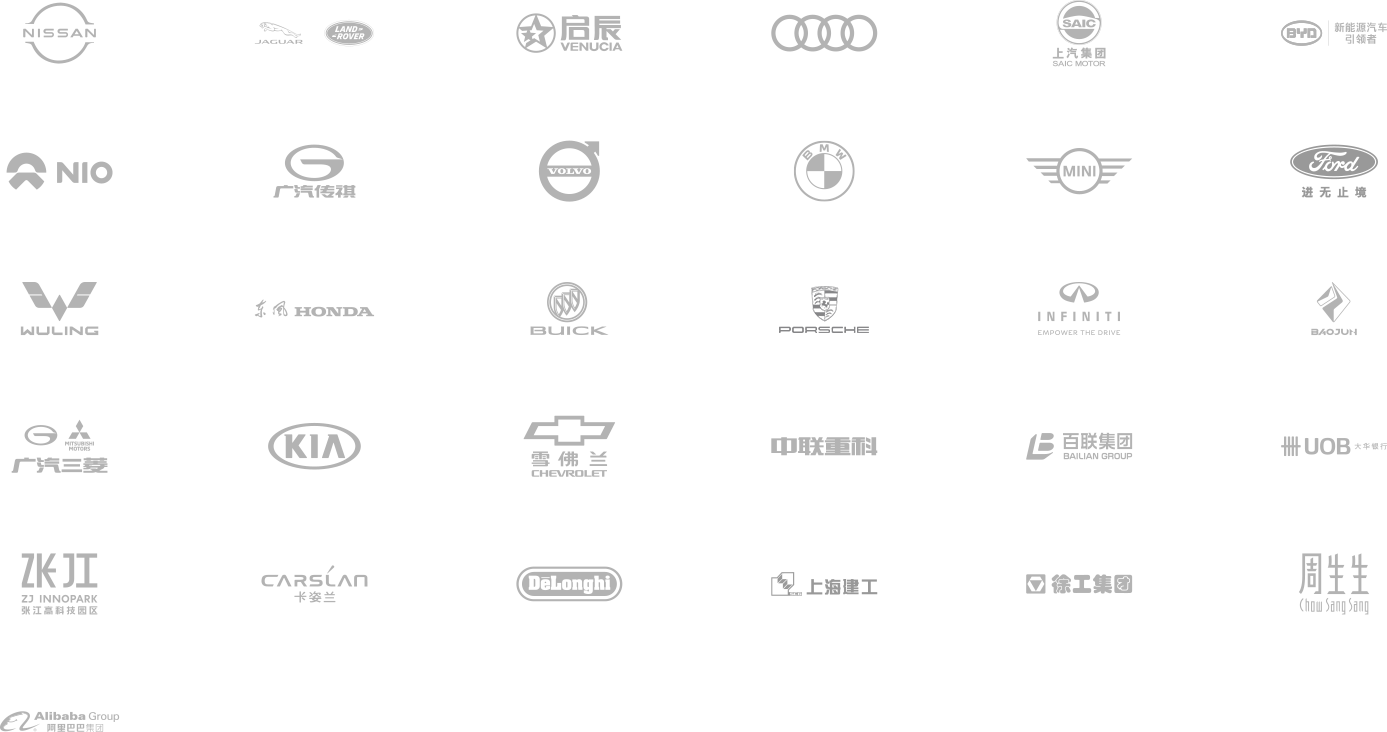 NISSAN
JAGUAR
LAND-
-ROVER
启辰
VENUCIA
SAIC
上汽集团
SAIC MOTOR
BYD
新能源汽车
引领者
NIO
广汽传祺
VOLVO
BMW
MINI
Ford
进无止境
WULING
东风 HONDA
BUICK
PORSCHE
INFINITI
EMPOWER THE DRIVE
BAOJUN
MITSUBISHI
MOTORS
广汽三菱
KIA
雪佛兰
CHEVROLET
中联重科
百联集团
BAILIAN GROUP
UOB 大华银行
张江
ZJ INNOPARK
张江高科技园区
CARSLAN
卡姿兰
DeLonghi
上海建工
徐工集团
周生生
Chow Sang Sang
Alibaba Group
阿里巴巴集团